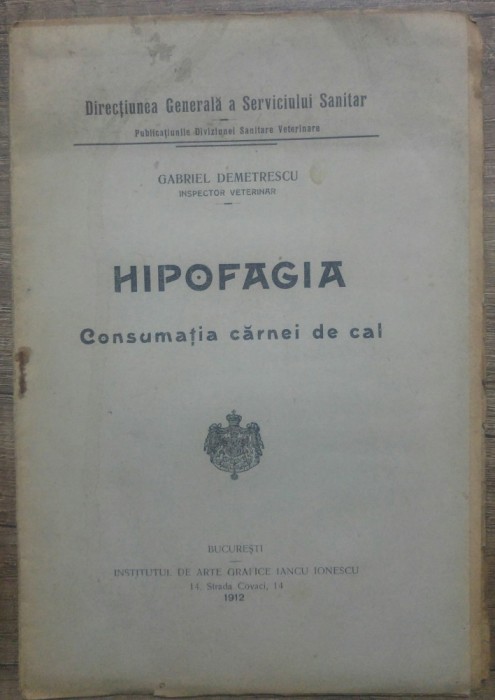 Direcțiunea Generală a Serviciului Sanitar
Publicațiunile Diviziunei Sanitare Veterinare
GABRIEL DEMETRESCU
INSPECTOR VETERINAR
HIPOFAGIA
Consumația cărnei de cal
BUCUREȘTI
INSTITUTUL DE ARTE GRAFICE IANCU IONESCU
14, Strada Covaci, 14
1912